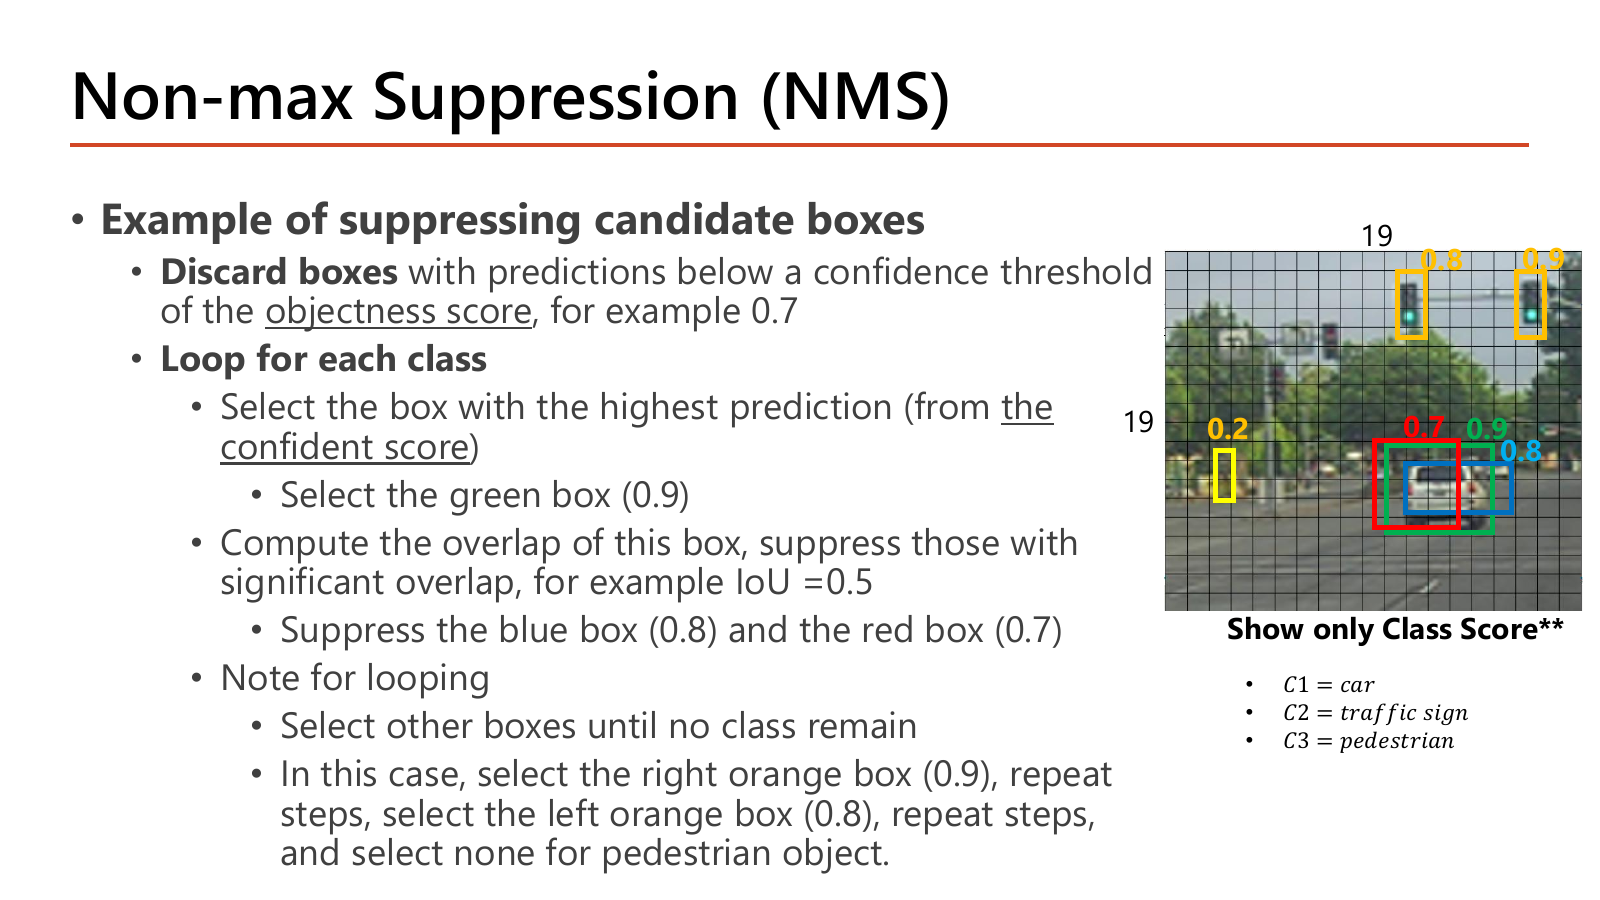 Non-max Suppression (NMS)
• Example of suppressing candidate boxes
• Discard boxes with predictions below a confidence threshold
of the objectness score, for example 0.7
• Loop for each class
• Select the box with the highest prediction (from the
confident score)
• Select the green box (0.9)
• Compute the overlap of this box, suppress those with
significant overlap, for example IoU =0.5
• Suppress the blue box (0.8) and the red box (0.7)
• Note for looping
• Select other boxes until no class remain
• In this case, select the right orange box (0.9), repeat
steps, select the left orange box (0.8), repeat steps,
and select none for pedestrian object.
19
0.8 0.9
19
0.2 0.7 0.9
0.8
Show only Class Score**
• C1 = car
• C2 = traffic sign
• C3 = pedestrian